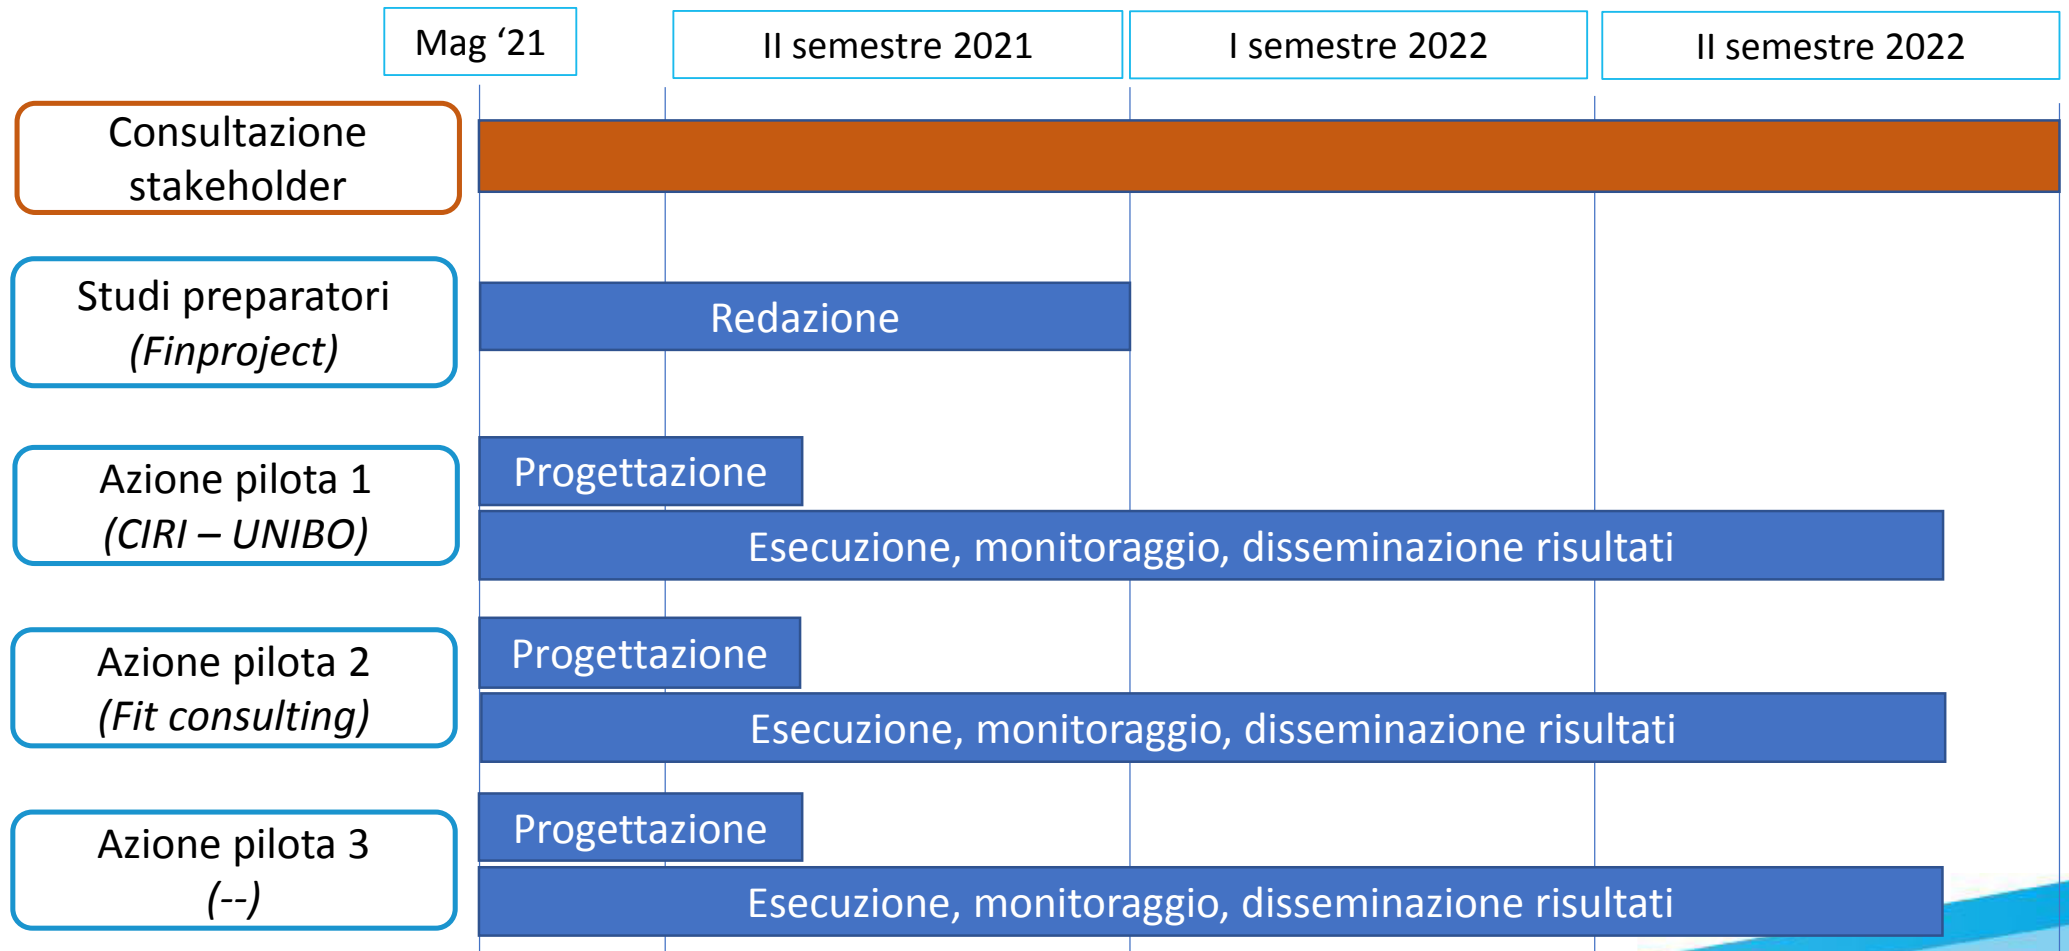 Mag ‘21
II semestre 2021
I semestre 2022
II semestre 2022
Consultazione
stakeholder
Studi preparatori
(Finproject)
Redazione
Azione pilota 1
(CIRI – UNIBO)
Progettazione
Esecuzione, monitoraggio, disseminazione risultati
Azione pilota 2
(Fit consulting)
Progettazione
Esecuzione, monitoraggio, disseminazione risultati
Azione pilota 3
(--)
Progettazione
Esecuzione, monitoraggio, disseminazione risultati